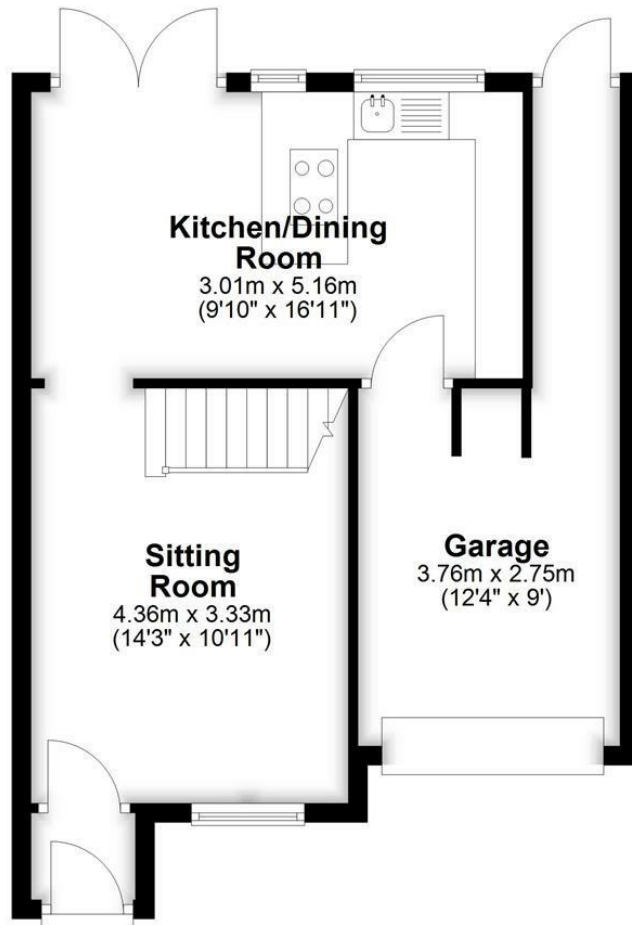 Kitchen/Dining
Room
3.01m x 5.16m
(9'10" x 16'11")
Sitting
Room
4.36m x 3.33m
(14'3" x 10'11")
Garage
3.76m x 2.75m
(12'4" x 9')